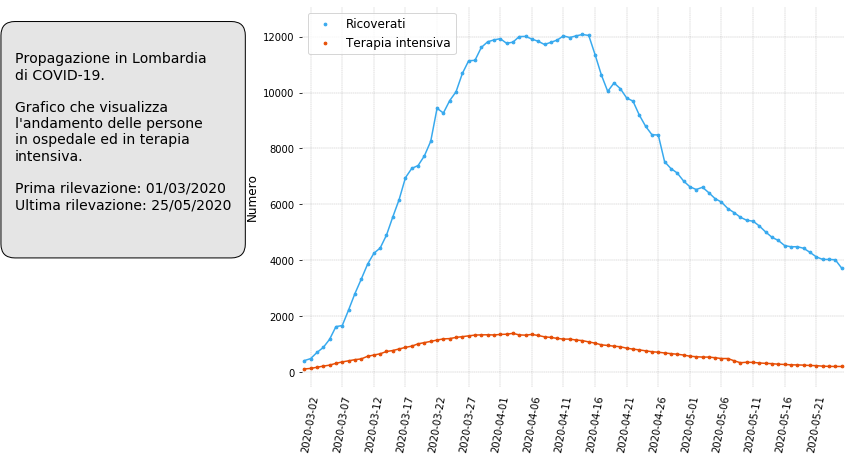 Propagazione in Lombardia
di COVID-19.
Grafico che visualizza
l'andamento delle persone
in ospedale ed in terapia
intensiva.
Prima rilevazione: 01/03/2020
Ultima rilevazione: 25/05/2020
Numero
Ricoverati
Terapia intensiva
12000
10000
8000
6000
4000
2000
0
2020-03-02
2020-03-07
2020-03-12
2020-03-17
2020-03-22
2020-03-27
2020-04-01
2020-04-06
2020-04-11
2020-04-16
2020-04-21
2020-04-26
2020-05-01
2020-05-06
2020-05-11
2020-05-16
2020-05-21